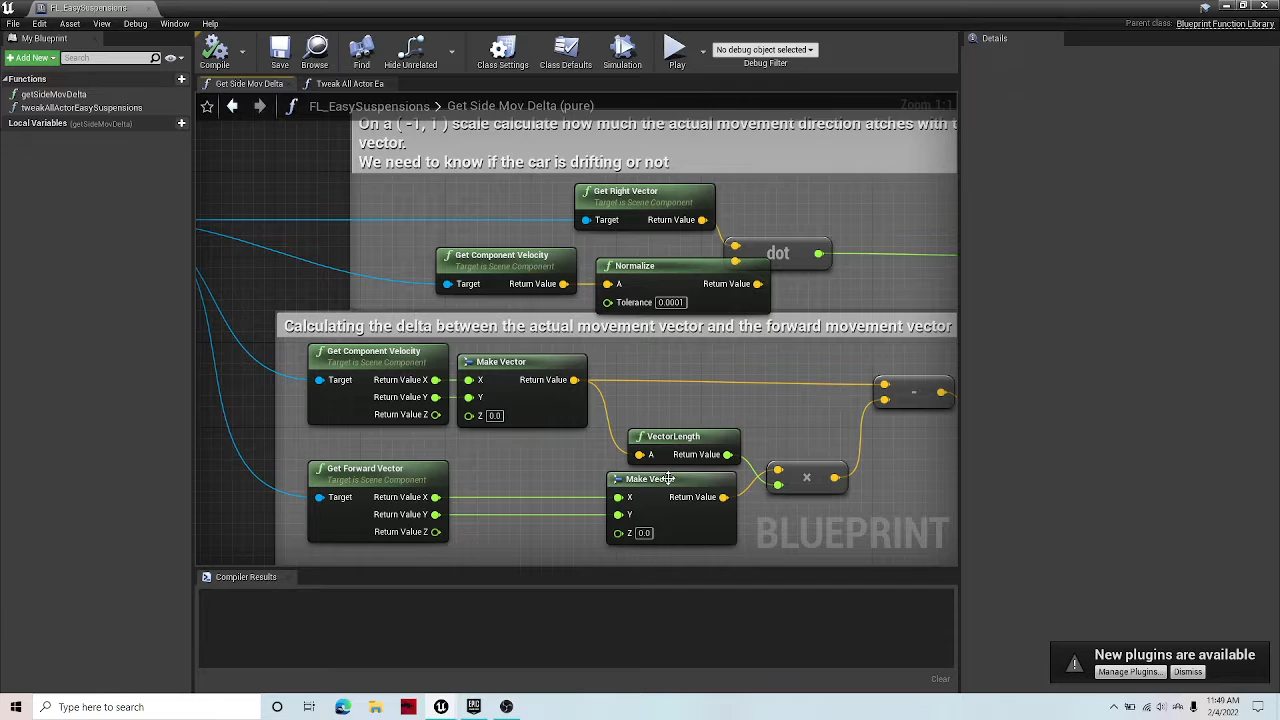 FL_EasySuspensions
File Edit Asset View Debug Window Help
Parent class: Blueprint Function Library
My Blueprint
Add New
Search
Functions
getSideMovDelta
tweakAllActorEasySuspensions
Local Variables (getSideMovDelta)
Compile
Save
Browse
Find
Hide Unrelated
Class Settings
Class Defaults
Simulation
Play
No debug object selected
Debug Filter
Details
Get Side Mov Delta
Tweak All Actor Ea
FL_EasySuspensions > Get Side Mov Delta (pure)
Zoom 1:1
On a ( -1, 1 ) scale calculate how much the actual movement direction atches with t
vector.
We need to know if the car is drifting or not
Get Right Vector
Target is Scene Component
Target Return Value
Get Component Velocity
Target is Scene Component
Target Return Value
Normalize
A Return Value
Tolerance 0.0001
dot
Calculating the delta between the actual movement vector and the forward movement vector
Get Component Velocity
Target is Scene Component
Target Return Value X
Return Value Y
Return Value Z
Make Vector
X Return Value
Y
Z 0.0
-
VectorLength
A Return Value
Get Forward Vector
Target is Scene Component
Target Return Value X
Return Value Y
Return Value Z
Make Vector
X Return Value
Y
Z 0.0
×
BLUEPRINT
Compiler Results
Clear
New plugins are available
Manage Plugins...
Dismiss
Type here to search
11:49 AM
2/4/2022